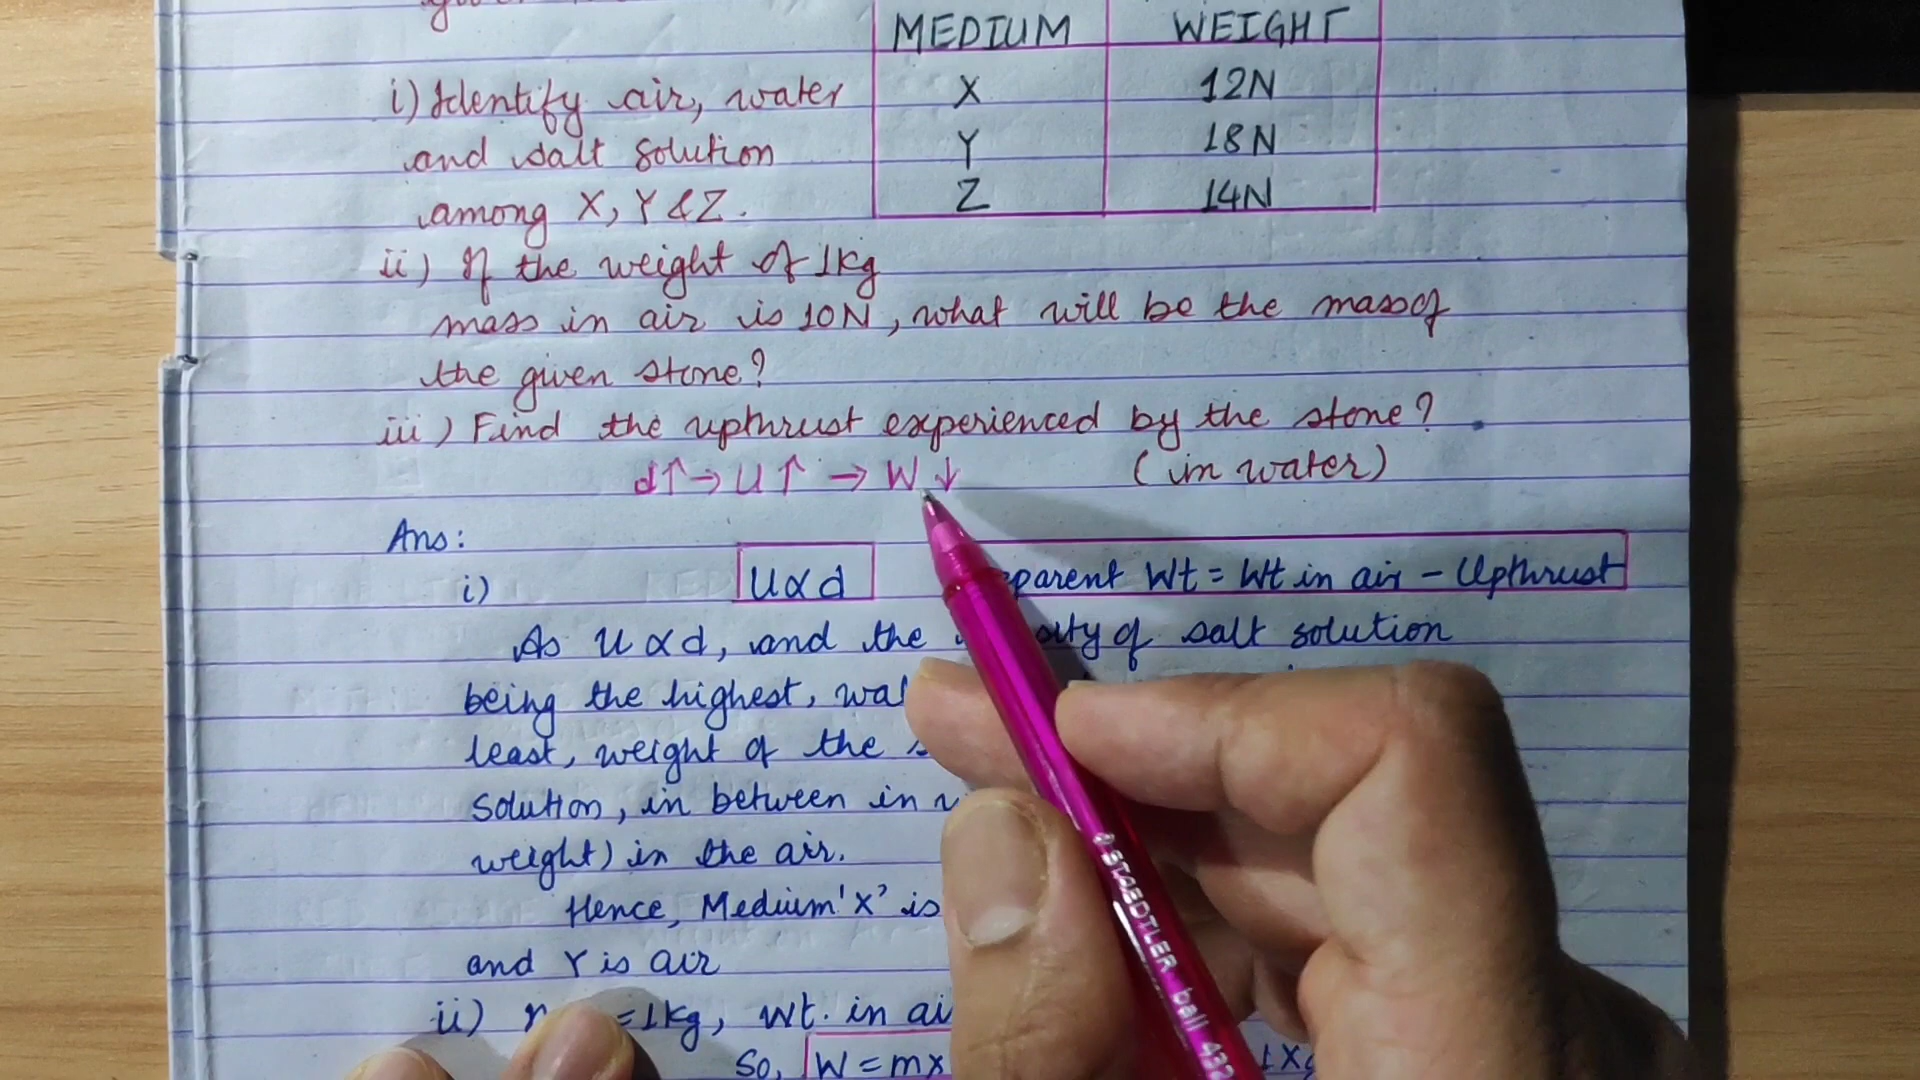 MEDIUM WEIGHT
i) Identify air, water X 12N
and salt solution Y 18N
among X, Y & Z. Z 14N
ii) If the weight of 1kg
mass in air is 10N, what will be the mass of
the given stone?
iii) Find the upthrust experienced by the stone?
d↑→U↑→W↓ (in water)
Ans:
i) U∝d parent Wt = Wt in air - Upthrust
As U∝d, and the of salt solution
being the highest,
least, weight of the
solution, in between in
weight) in the air.
Hence, Medium 'X' is
and Y is air
ii) =1kg, Wt. in
So, W=mx
STAEDTLER ball 432